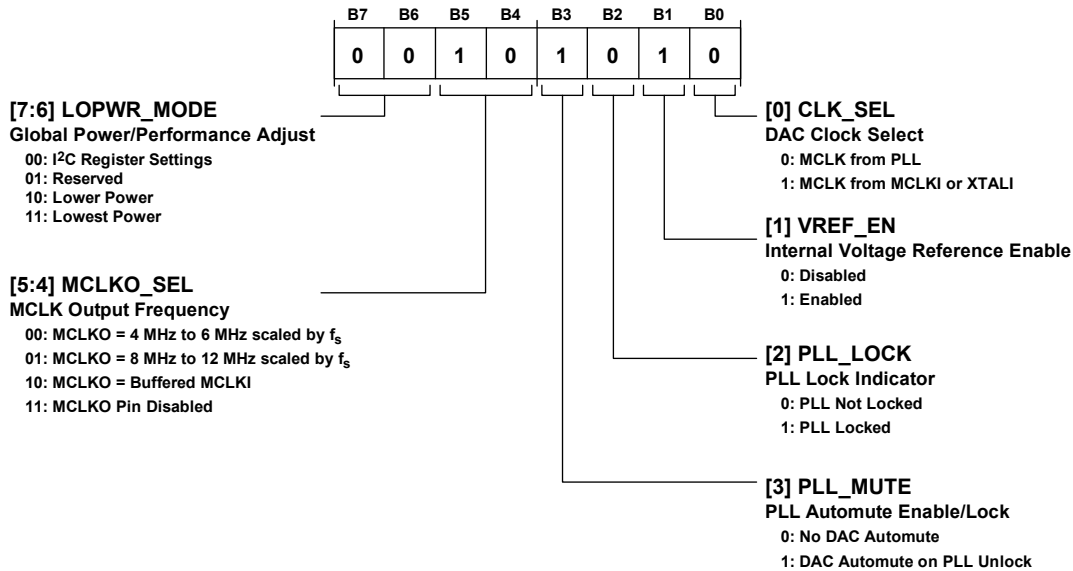 B7 B6 B5 B4 B3 B2 B1 B0
0 0 1 0 1 0 1 0
[7:6] LOPWR_MODE
Global Power/Performance Adjust
00: I2C Register Settings
01: Reserved
10: Lower Power
11: Lowest Power
[5:4] MCLKO_SEL
MCLK Output Frequency
00: MCLKO = 4 MHz to 6 MHz scaled by fs
01: MCLKO = 8 MHz to 12 MHz scaled by fs
10: MCLKO = Buffered MCLKI
11: MCLKO Pin Disabled
[0] CLK_SEL
DAC Clock Select
0: MCLK from PLL
1: MCLK from MCLKI or XTALI
[1] VREF_EN
Internal Voltage Reference Enable
0: Disabled
1: Enabled
[2] PLL_LOCK
PLL Lock Indicator
0: PLL Not Locked
1: PLL Locked
[3] PLL_MUTE
PLL Automute Enable/Lock
0: No DAC Automute
1: DAC Automute on PLL Unlock